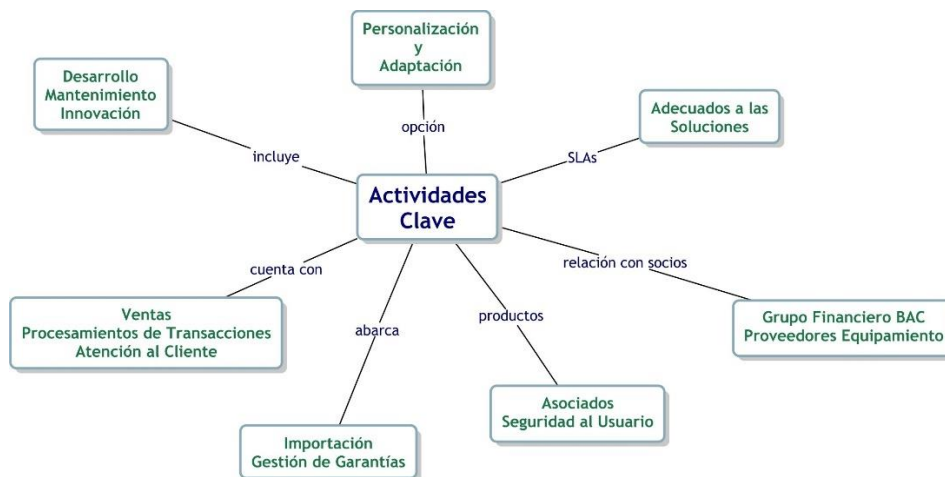 Personalización
y
Adaptación
Desarrollo
Mantenimiento
Innovación
Adecuados a las
Soluciones
opción
incluye
SLAs
Actividades
Clave
cuenta con
relación con socios
Ventas
Procesamientos de Transacciones
Atención al Cliente
abarca
productos
Grupo Financiero BAC
Proveedores Equipamiento
Asociados
Seguridad al Usuario
Importación
Gestión de Garantías